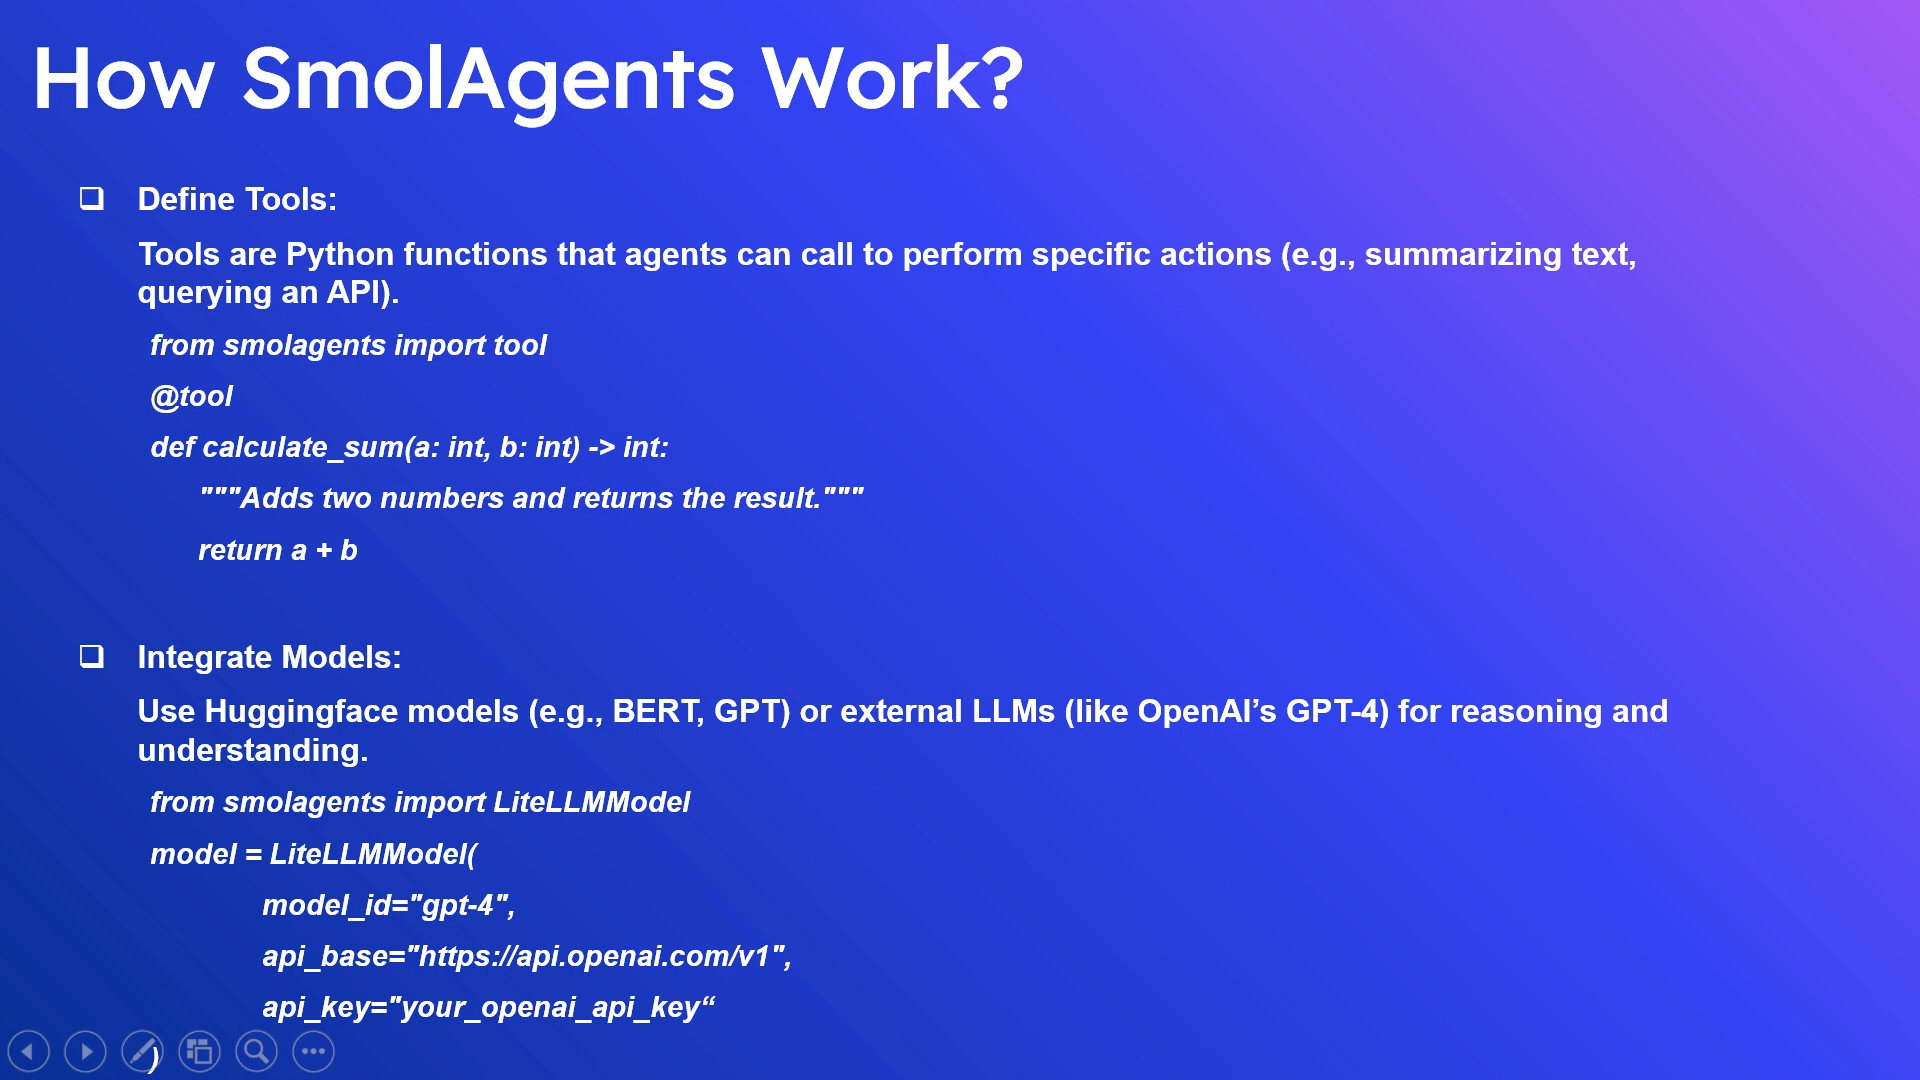 How SmolAgents Work?
Define Tools:
Tools are Python functions that agents can call to perform specific actions (e.g., summarizing text,
querying an API).
from smolagents import tool
@tool
def calculate_sum(a: int, b: int) -> int:
"""Adds two numbers and returns the result."""
return a + b
Integrate Models:
Use Huggingface models (e.g., BERT, GPT) or external LLMs (like OpenAI’s GPT-4) for reasoning and
understanding.
from smolagents import LiteLLMModel
model = LiteLLMModel(
model_id="gpt-4",
api_base="https://api.openai.com/v1",
api_key="your_openai_api_key“
)